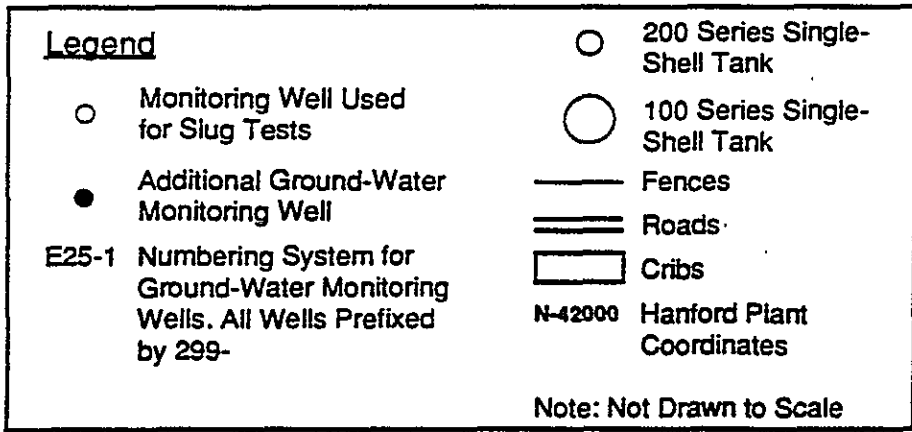 Legend
Monitoring Well Used
for Slug Tests
Additional Ground-Water
Monitoring Well
E25-1 Numbering System for
Ground-Water Monitoring
Wells. All Wells Prefixed
by 299-
200 Series Single-
Shell Tank
100 Series Single-
Shell Tank
Fences
Roads
Cribs
N-42000 Hanford Plant
Coordinates
Note: Not Drawn to Scale